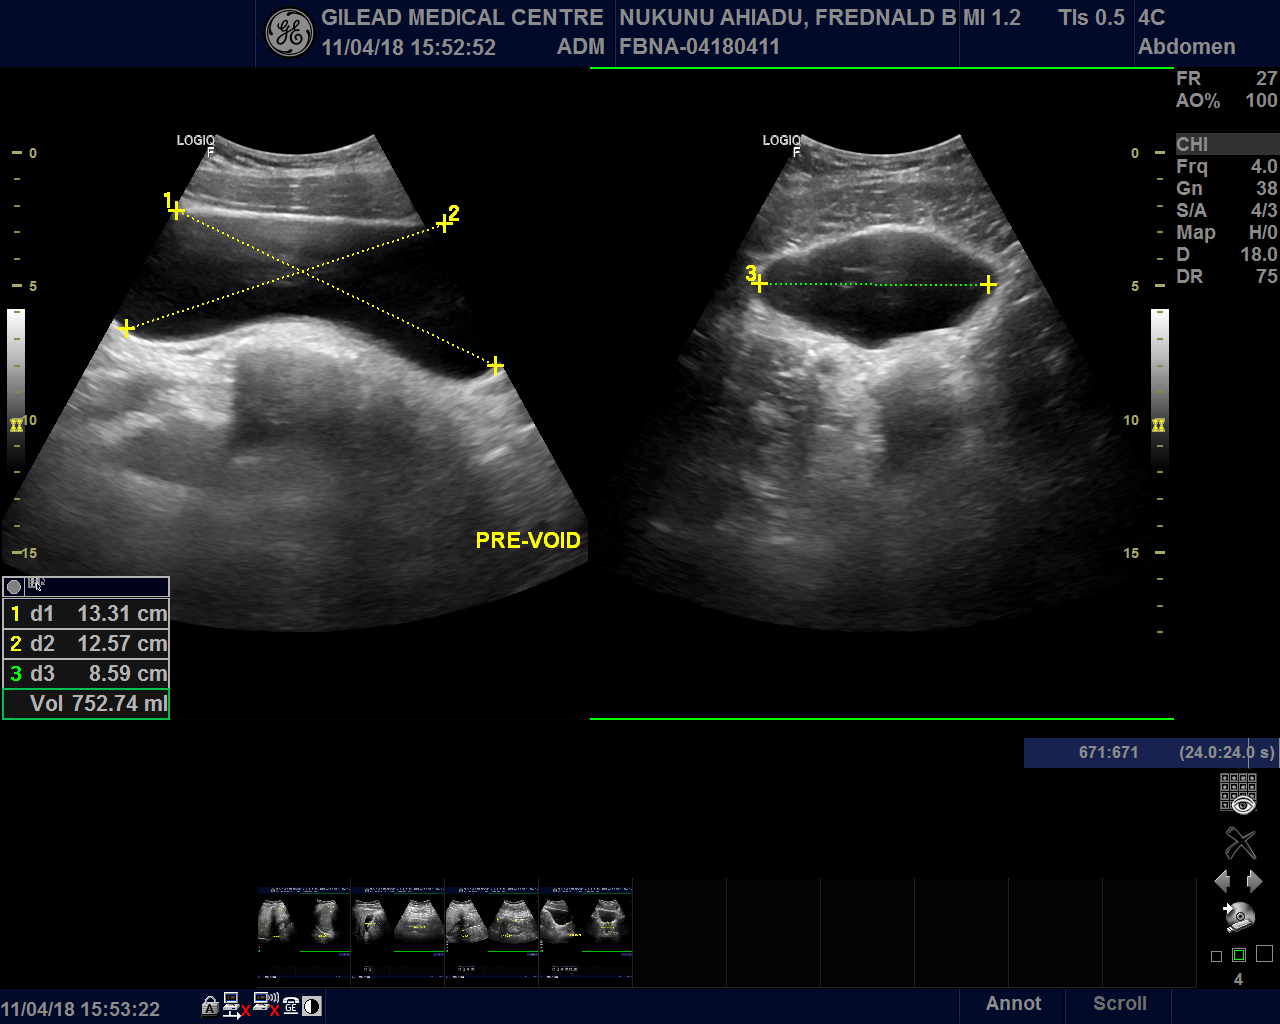 GILEAD MEDICAL CENTRE
11/04/18 15:52:52 ADM
NUKUNU AHIADU, FREDNALD B
FBNA-04180411
MI 1.2 TIs 0.5
4C
Abdomen
FR 27
AO% 100
CHI
Frq 4.0
Gn 38
S/A 4/3
Map H/0
D 18.0
DR 75
LOGIQ
F
0
5
10
15
1
2
PRE-VOID
LOGIQ
F
0
5
10
15
3
1 d1 13.31 cm
2 d2 12.57 cm
3 d3 8.59 cm
Vol 752.74 ml
671:671 (24.0:24.0 s)
4
11/04/18 15:53:22
Annot
Scroll